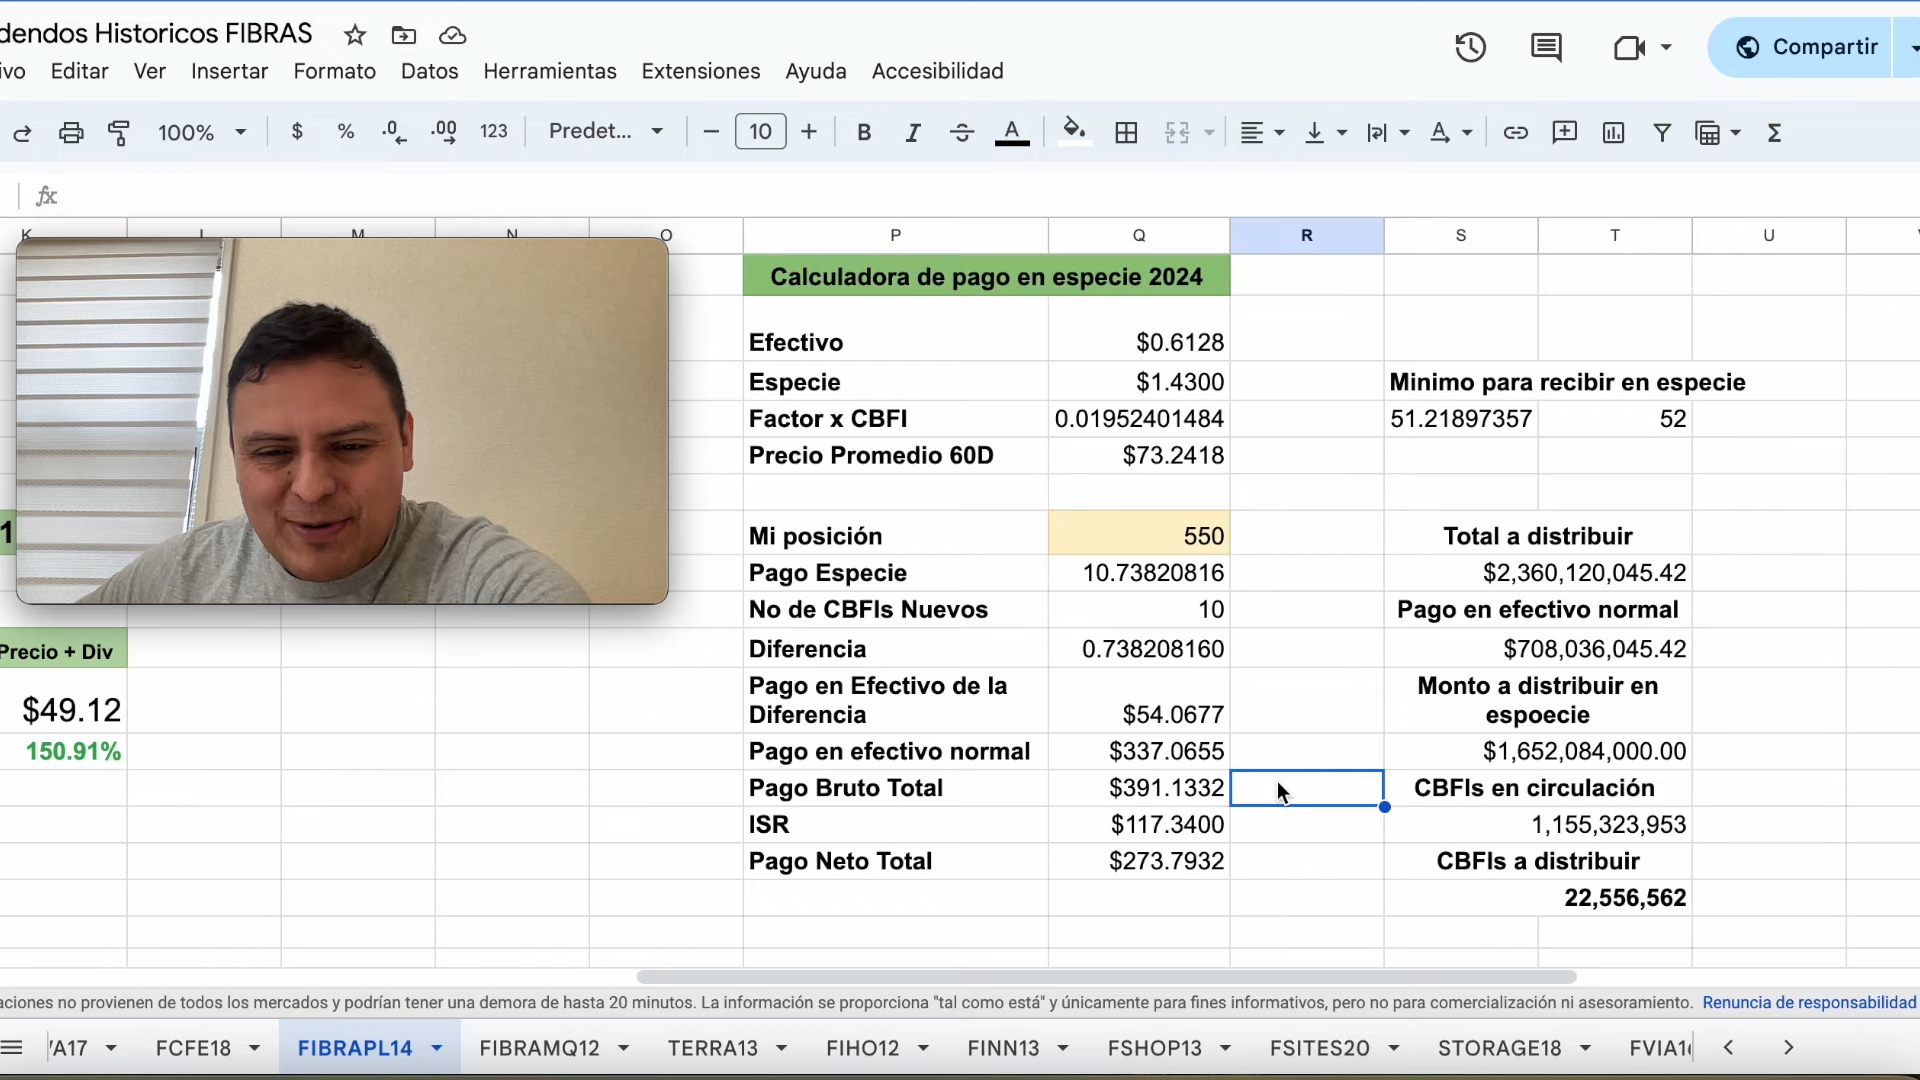 dendos Historicos FIBRAS
ivo Editar Ver Insertar Formato Datos Herramientas Extensiones Ayuda Accesibilidad
Compartir
100% $ % .0 .00 123 Predet... 10 B I A A Σ
fx
K L M N O P Q R S T U
Calculadora de pago en especie 2024
Efectivo $0.6128
Especie $1.4300 Minimo para recibir en especie
Factor x CBFI 0.01952401484 51.21897357 52
Precio Promedio 60D $73.2418
1 Mi posición 550 Total a distribuir
Pago Especie 10.73820816 $2,360,120,045.42
No de CBFIs Nuevos 10 Pago en efectivo normal
Precio + Div Diferencia 0.738208160 $708,036,045.42
Pago en Efectivo de la Monto a distribuir en
$49.12 Diferencia $54.0677 espoecie
150.91% Pago en efectivo normal $337.0655 $1,652,084,000.00
Pago Bruto Total $391.1332 CBFIs en circulación
ISR $117.3400 1,155,323,953
Pago Neto Total $273.7932 CBFIs a distribuir
22,556,562
aciones no provienen de todos los mercados y podrían tener una demora de hasta 20 minutos. La información se proporciona "tal como está" y únicamente para fines informativos, pero no para comercialización ni asesoramiento. Renuncia de responsabilidad
/A17 FCFE18 FIBRAPL14 FIBRAMQ12 TERRA13 FIHO12 FINN13 FSHOP13 FSITES20 STORAGE18 FVIA1